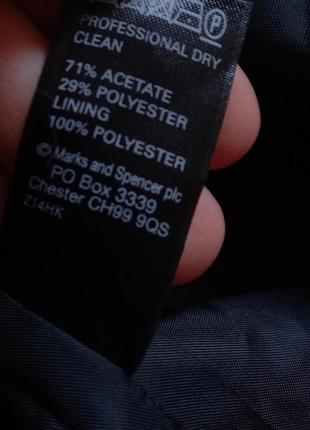 PROFESSIONAL DRY
CLEAN
71% ACETATE
29% POLYESTER
LINING
100% POLYESTER
© Marks and Spencer plc
PO Box 3339
Chester CH99 9QS
Z14HK